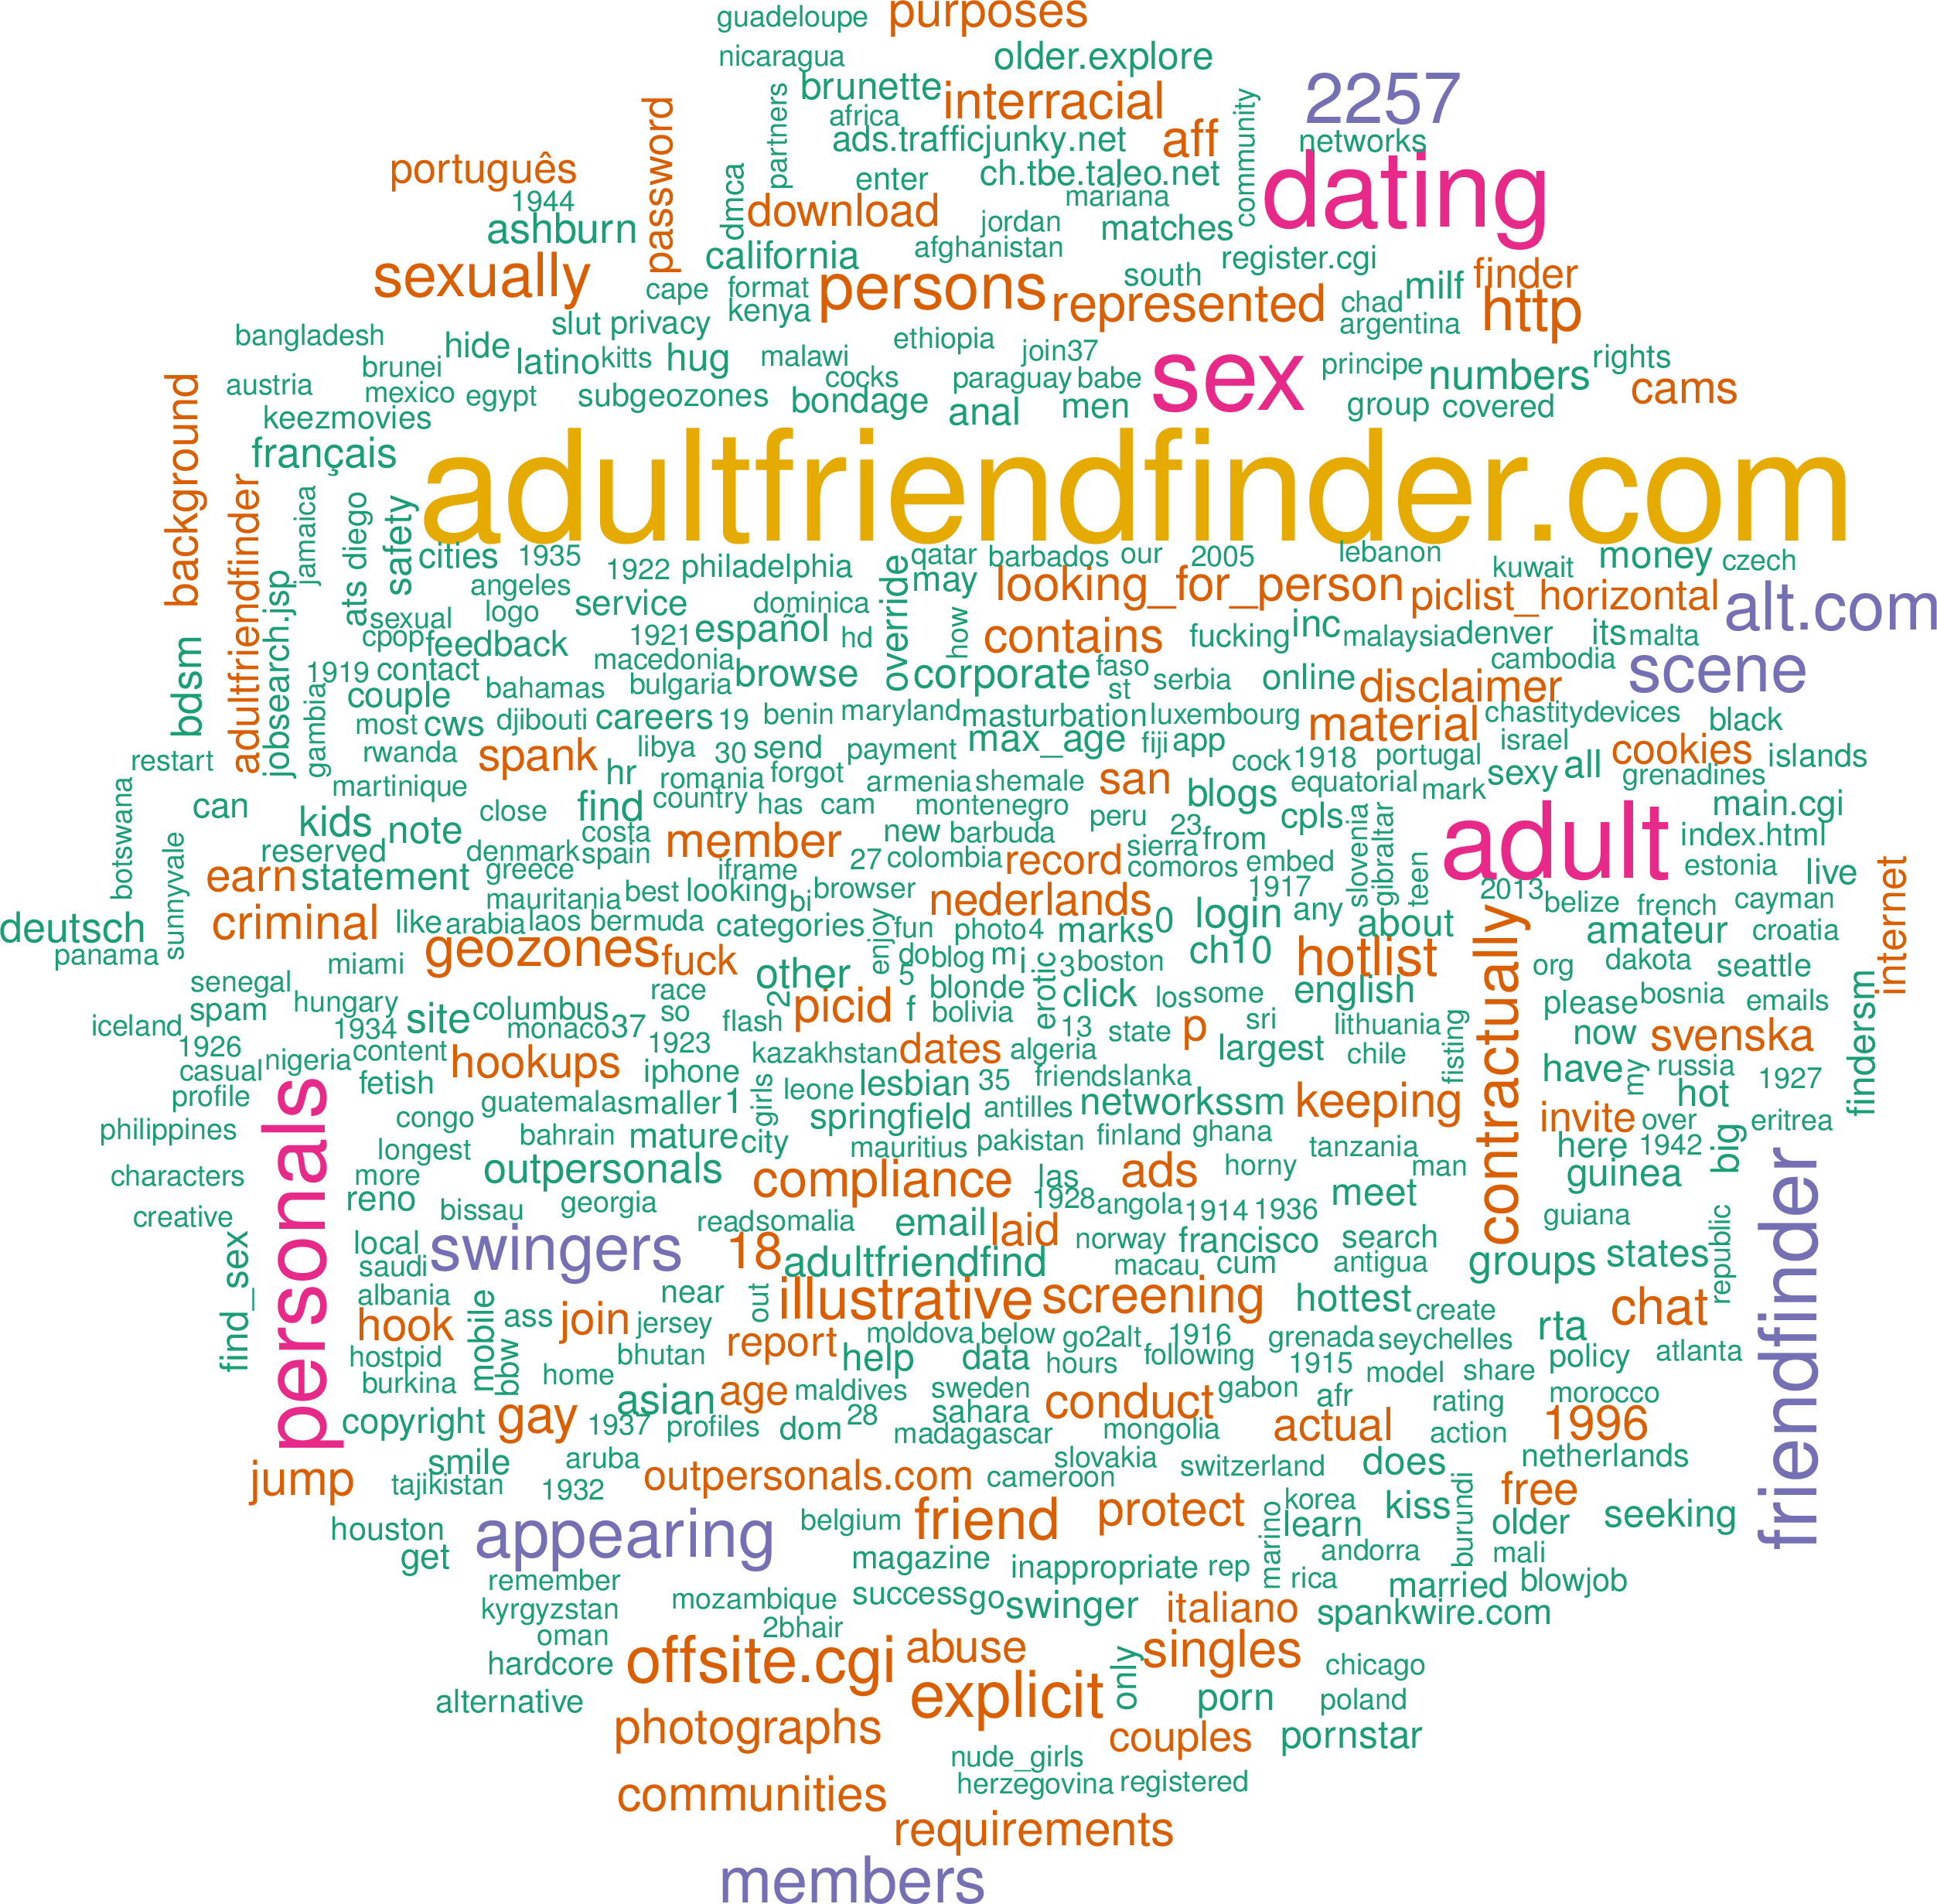 guadeloupe purposes
nicaragua older.explore
brunette interracial 2257
partners africa community
password ads.trafficjunky.net aff networks
português dmca enter ch.tbe.taleo.net dating
1944 download mariana
ashburn jordan matches
california afghanistan register.cgi
sexually cape format persons south milf finder
kenya represented chad http
bangladesh slut privacy ethiopia argentina
hide latino kitts hug malawi join37 sex principe rights
brunei cocks numbers
austria mexico egypt subgeozones paraguay babe cams
keezmovies bondage anal men group covered
background français adultfriendfinder.com
adultfriendfinder jamaica ats diego safety
cities 1935 qatar barbados our 2005 lebanon money czech
angeles 1922 philadelphia override may looking_for_person kuwait piclist_horizontal alt.com
jobsearch.jsp sexual logo service dominica how
cpop feedback 1921 español hd contains fucking inc malaysia denver its malta
bdsm 1919 contact macedonia browse corporate faso cambodia scene
gambia couple bahamas bulgaria st serbia online disclaimer
most cws djibouti careers 19 benin maryland masturbation luxembourg material chastitydevices black
restart rwanda spank libya 30 send payment max_age fiji app israel cookies islands
hr romania forgot armenia shemale san cock 1918 portugal sexy all grenadines
botswana martinique equatorial mark
can close find country has cam montenegro blogs main.cgi
kids note costa new barbuda peru 23 cpls slovenia gibraltar adult index.html
sunnyvale reserved denmark spain member sierra from
earn statement greece iframe 27 colombia record comoros embed teen estonia live internet
mauritania best looking bi browser nederlands 1917 2013 belize french cayman
deutsch criminal like arabia laos bermuda categories fun photo 4 marks 0 login any about contractually amateur croatia
panama miami geozones fuck enjoy do blog m i 3 boston ch10 hotlist org dakota seattle
senegal other 5
spam hungary columbus race 2 picid f blonde erotic click los some english please bosnia emails
iceland 1934 site monaco 37 so flash bolivia 13 state p sri lithuania now svenska findersm
1926 nigeria content 1923
casual hookups kazakhstan dates algeria largest chile fisting have my russia
profile personals fetish iphone girls leone lesbian 35 friends lanka hot 1927
philippines congo guatemala smaller 1 springfield antilles networkssm keeping invite over eritrea
longest bahrain mature city mauritius pakistan finland ghana tanzania here 1942 big
characters more outpersonals compliance las ads horny man guinea friendfinder
creative reno bissau georgia 1928 angola 1914 1936 meet guiana
find_sex local read somalia email laid norway francisco search republic
saudi swingers 18 adultfriendfind macau cum antigua groups states
albania near out illustrative screening hottest create chat
hook mobile ass join jersey report moldova below go2alt 1916 grenada seychelles rta
hostpid bbw bhutan help data hours following 1915 model share policy atlanta
burkina home asian age maldives sweden conduct gabon afr rating morocco
copyright gay 1937 profiles dom 28 sahara mongolia actual action 1996
madagascar
smile aruba slovakia switzerland does netherlands
jump tajikistan 1932 outpersonals.com cameroon free
houston appearing belgium friend protect marino korea kiss burundi older seeking
get learn
magazine inappropriate rep andorra mali
remember rica married blowjob
kyrgyzstan mozambique success go swinger italiano spankwire.com
oman 2bhair
hardcore offsite.cgi abuse only singles chicago
alternative explicit porn poland
photographs couples pornstar
nude_girls
communities herzegovina registered
requirements
members